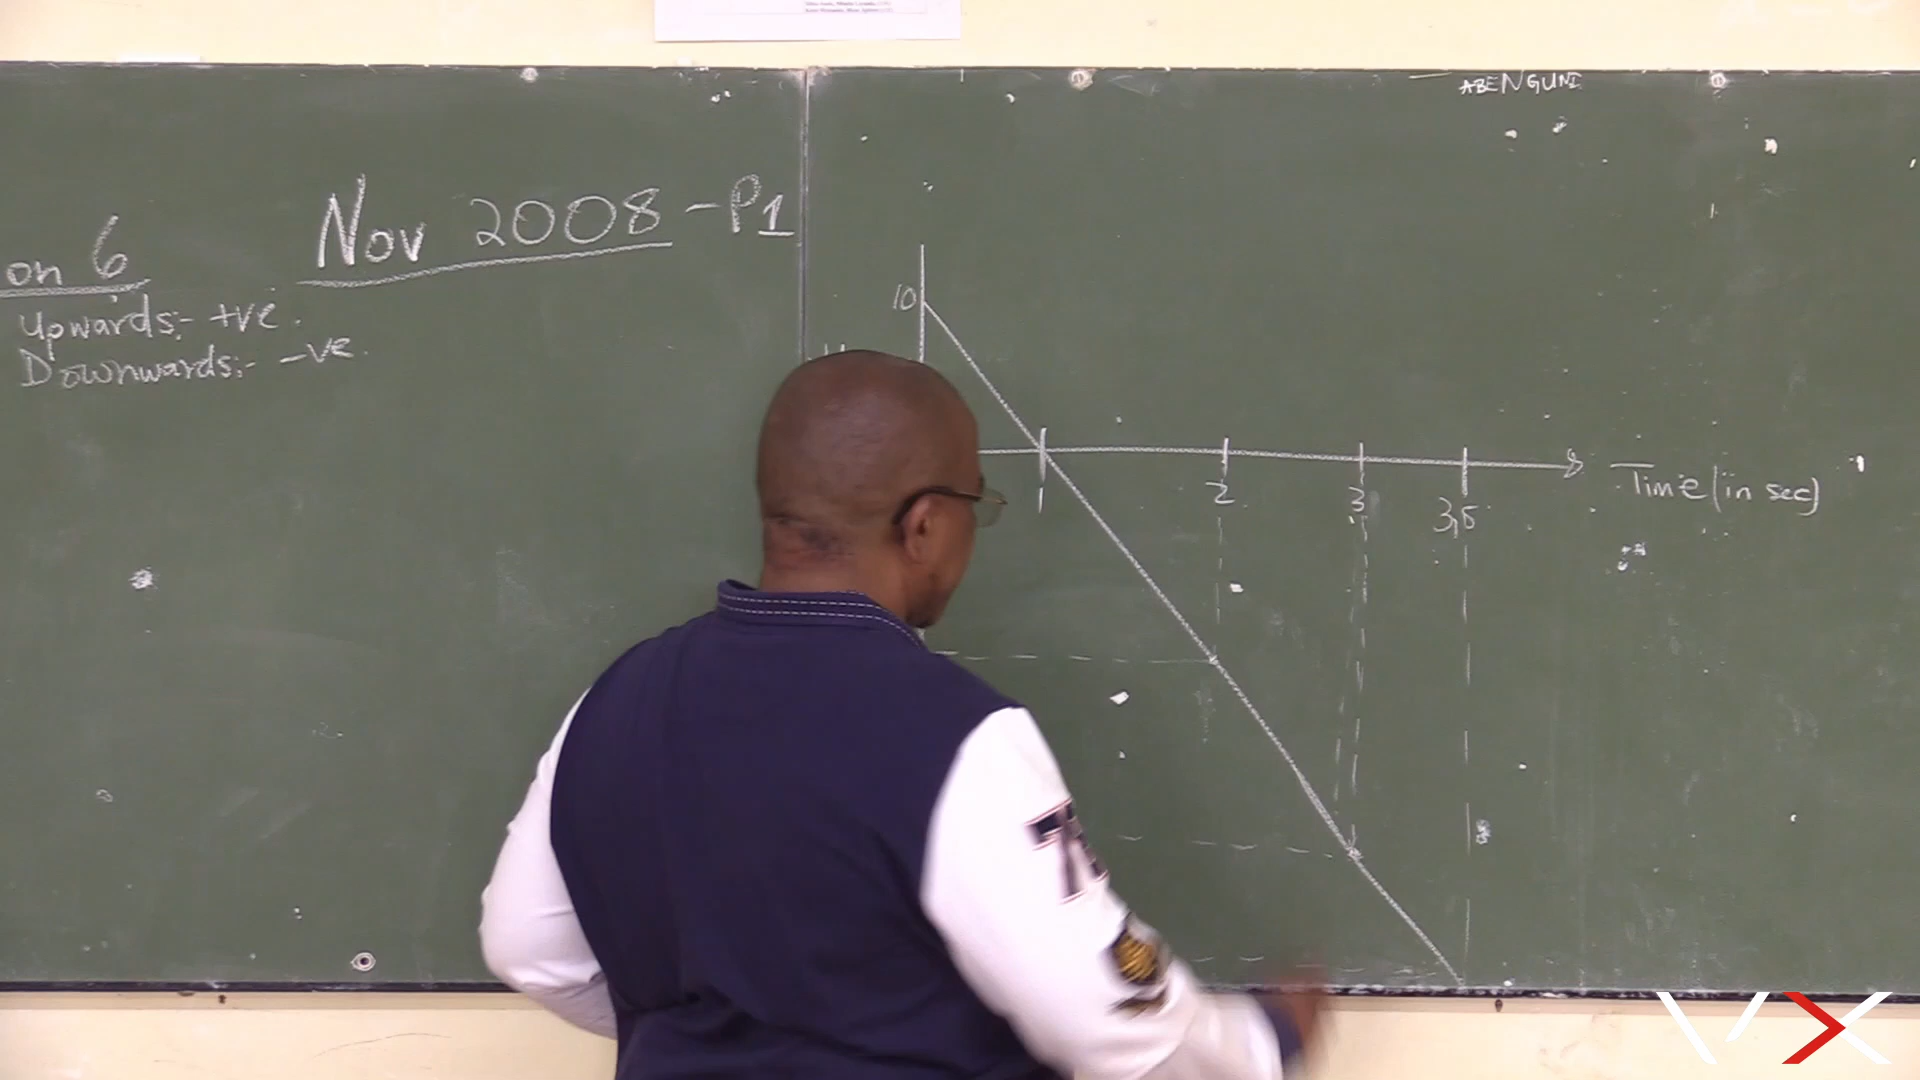 ABENGUNI
Nov 2008 - P1
on 6
Upwards:- +ve.
Downwards:- -ve.
10
1
2
3
3,5
Time (in sec)
VX